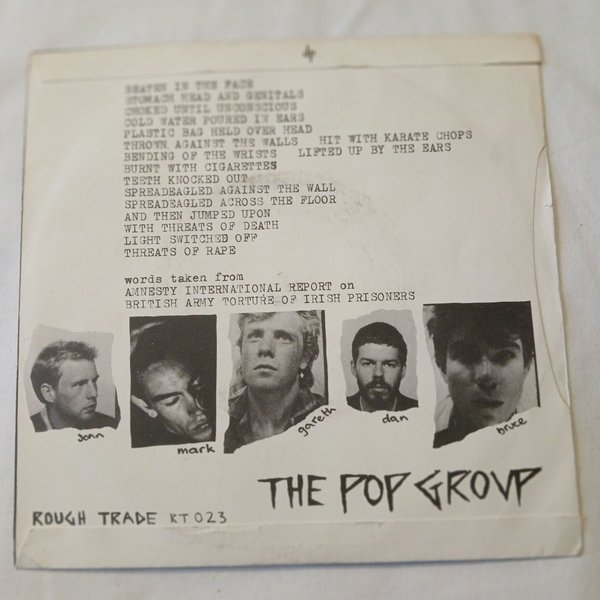 BEATEN IN THE FACE
STOMACH HEAD AND GENITALS
CHOKED UNTIL UNCONSCIOUS
COLD WATER POURED IN EARS
PLASTIC BAG HELD OVER HEAD
THROWN AGAINST THE WALLS HIT WITH KARATE CHOPS
BENDING OF THE WRISTS LIFTED UP BY THE EARS
BURNT WITH CIGARETTES
TEETH KNOCKED OUT
SPREADEAGLED AGAINST THE WALL
SPREADEAGLED ACROSS THE FLOOR
AND THEN JUMPED UPON
WITH THREATS OF DEATH
LIGHT SWITCHED OFF
THREATS OF RAPE
words taken from
AMNESTY INTERNATIONAL REPORT on
BRITISH ARMY TORTURE OF IRISH PRISONERS
john
mark
gareth
dan
bruce
THE POP GROUP
ROUGH TRADE KT 023